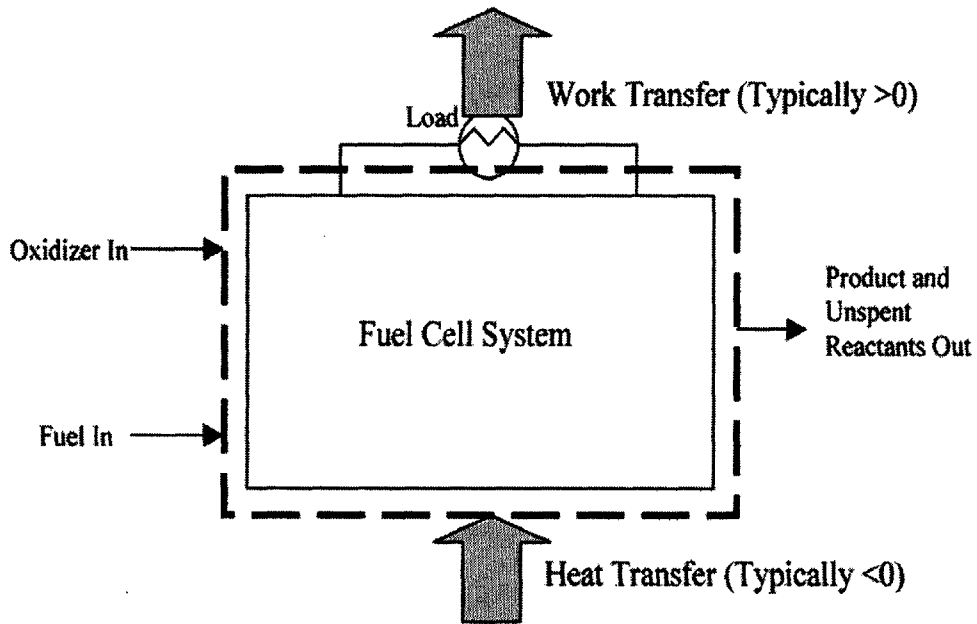 Work Transfer (Typically >0)
Load
Oxidizer In
Fuel Cell System
Product and
Unspent
Reactants Out
Fuel In
Heat Transfer (Typically <0)